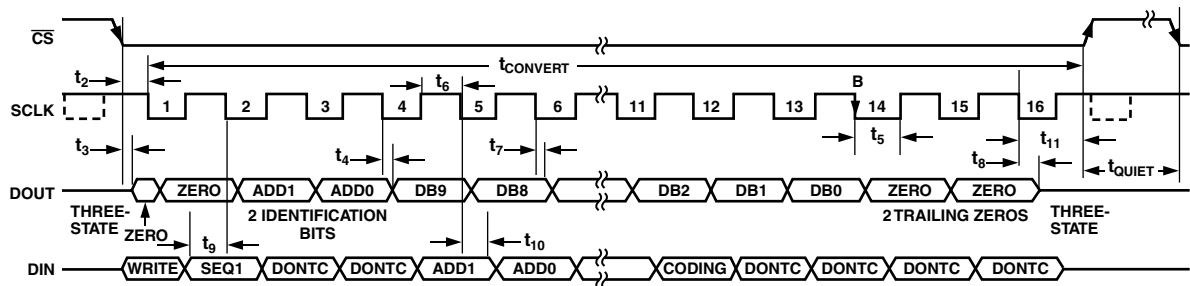 CS
t2
tCONVERT
t6
B
SCLK
1 2 3 4 5 6 11 12 13 14 15 16
t3
t4
t7
t5
t8
t11
tQUIET
DOUT
ZERO ADD1 ADD0 DB9 DB8 DB2 DB1 DB0 ZERO ZERO
THREE-
STATE
ZERO
2 IDENTIFICATION
BITS
2 TRAILING ZEROS
THREE-
STATE
t9
t10
DIN
WRITE SEQ1 DONTC DONTC ADD1 ADD0 CODING DONTC DONTC DONTC DONTC